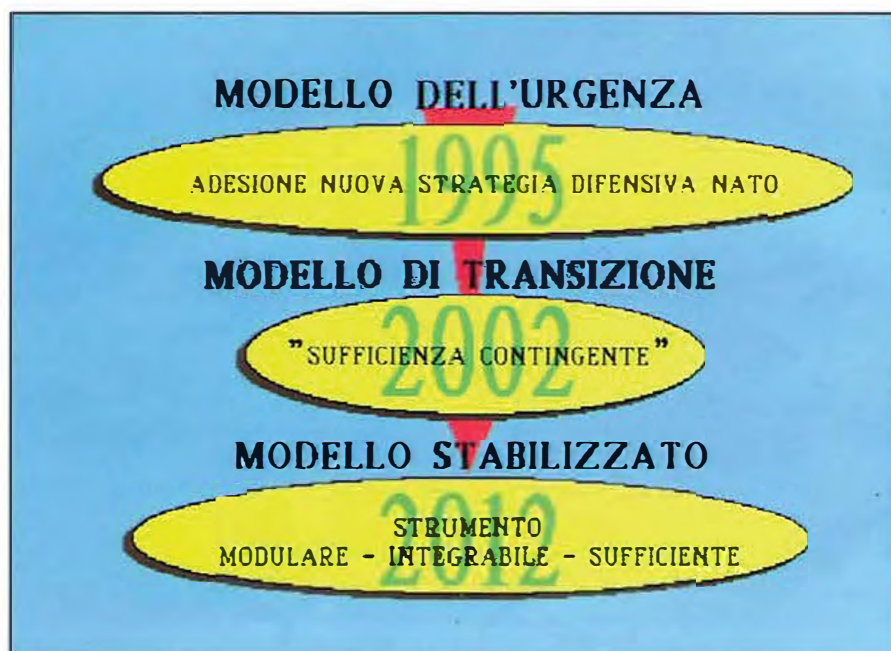 MODELLO DELL'URGENZA
1995
ADESIONE NUOVA STRATEGIA DIFENSIVA NATO
MODELLO DI TRANSIZIONE
2002
"SUFFICIENZA CONTINGENTE"
MODELLO STABILIZZATO
2012
STRUMENTO
MODULARE - INTEGRABILE - SUFFICIENTE